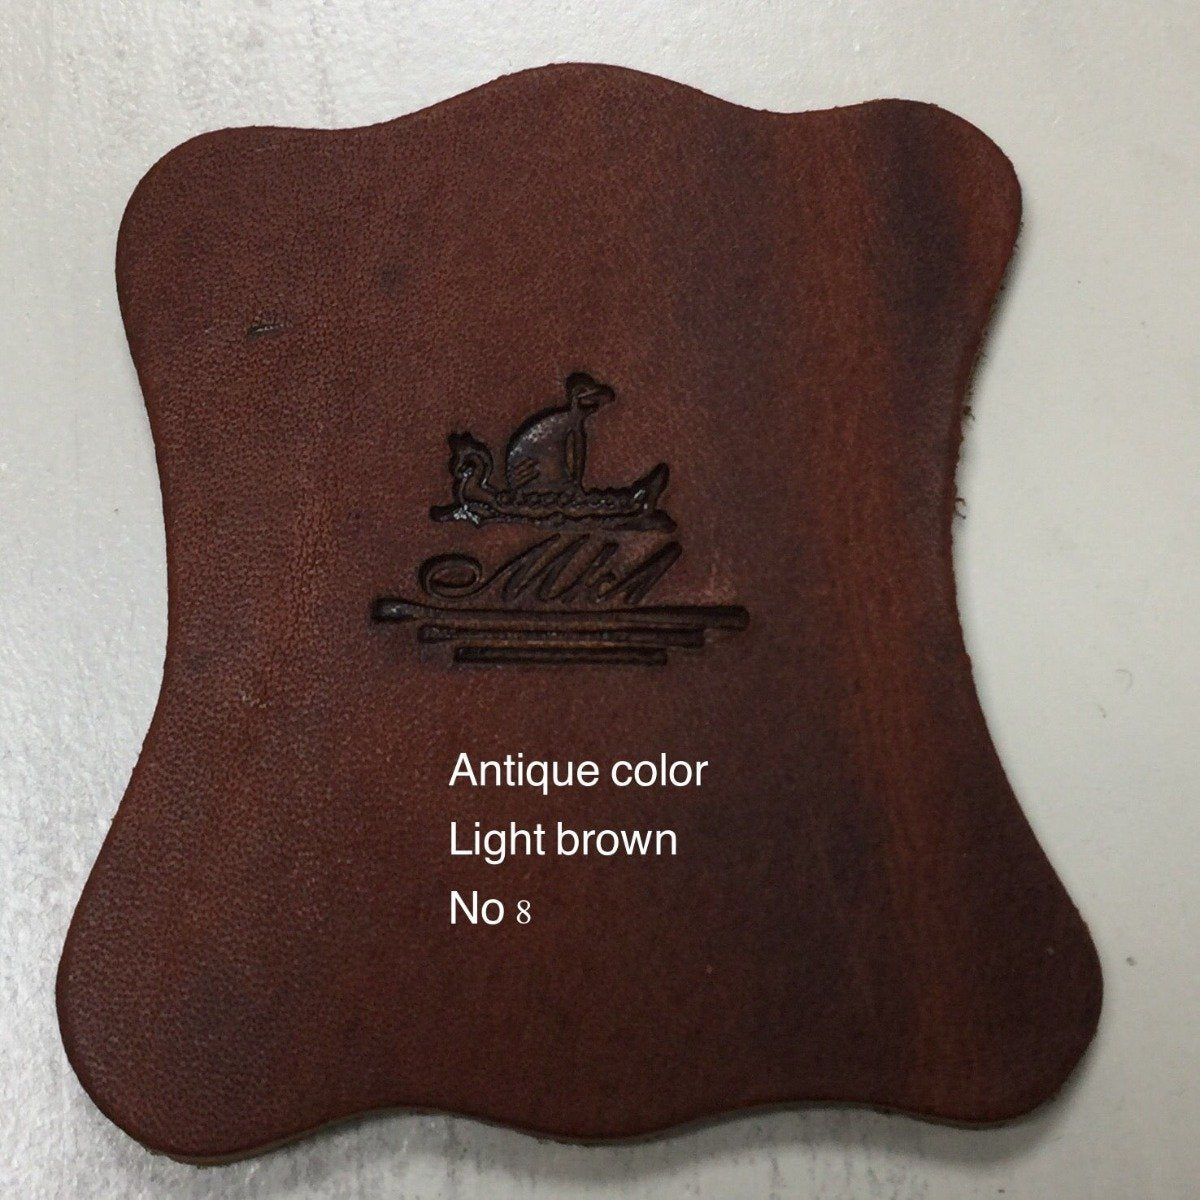 Antique color
Light brown
No 8